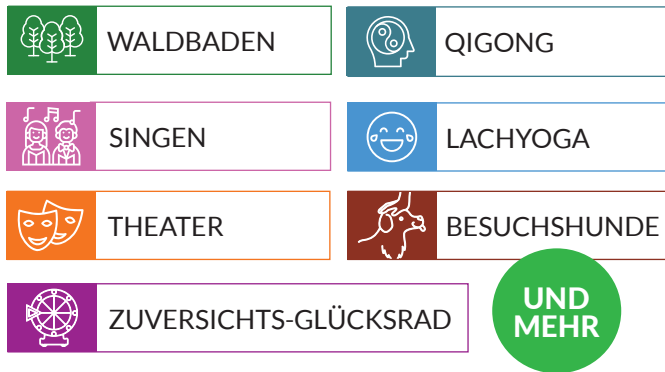 WALDBADEN
QIGONG
SINGEN
LACHYOGA
THEATER
BESUCHSHUNDE
ZUVERSICHTS-GLÜCKSRAD
UND
MEHR